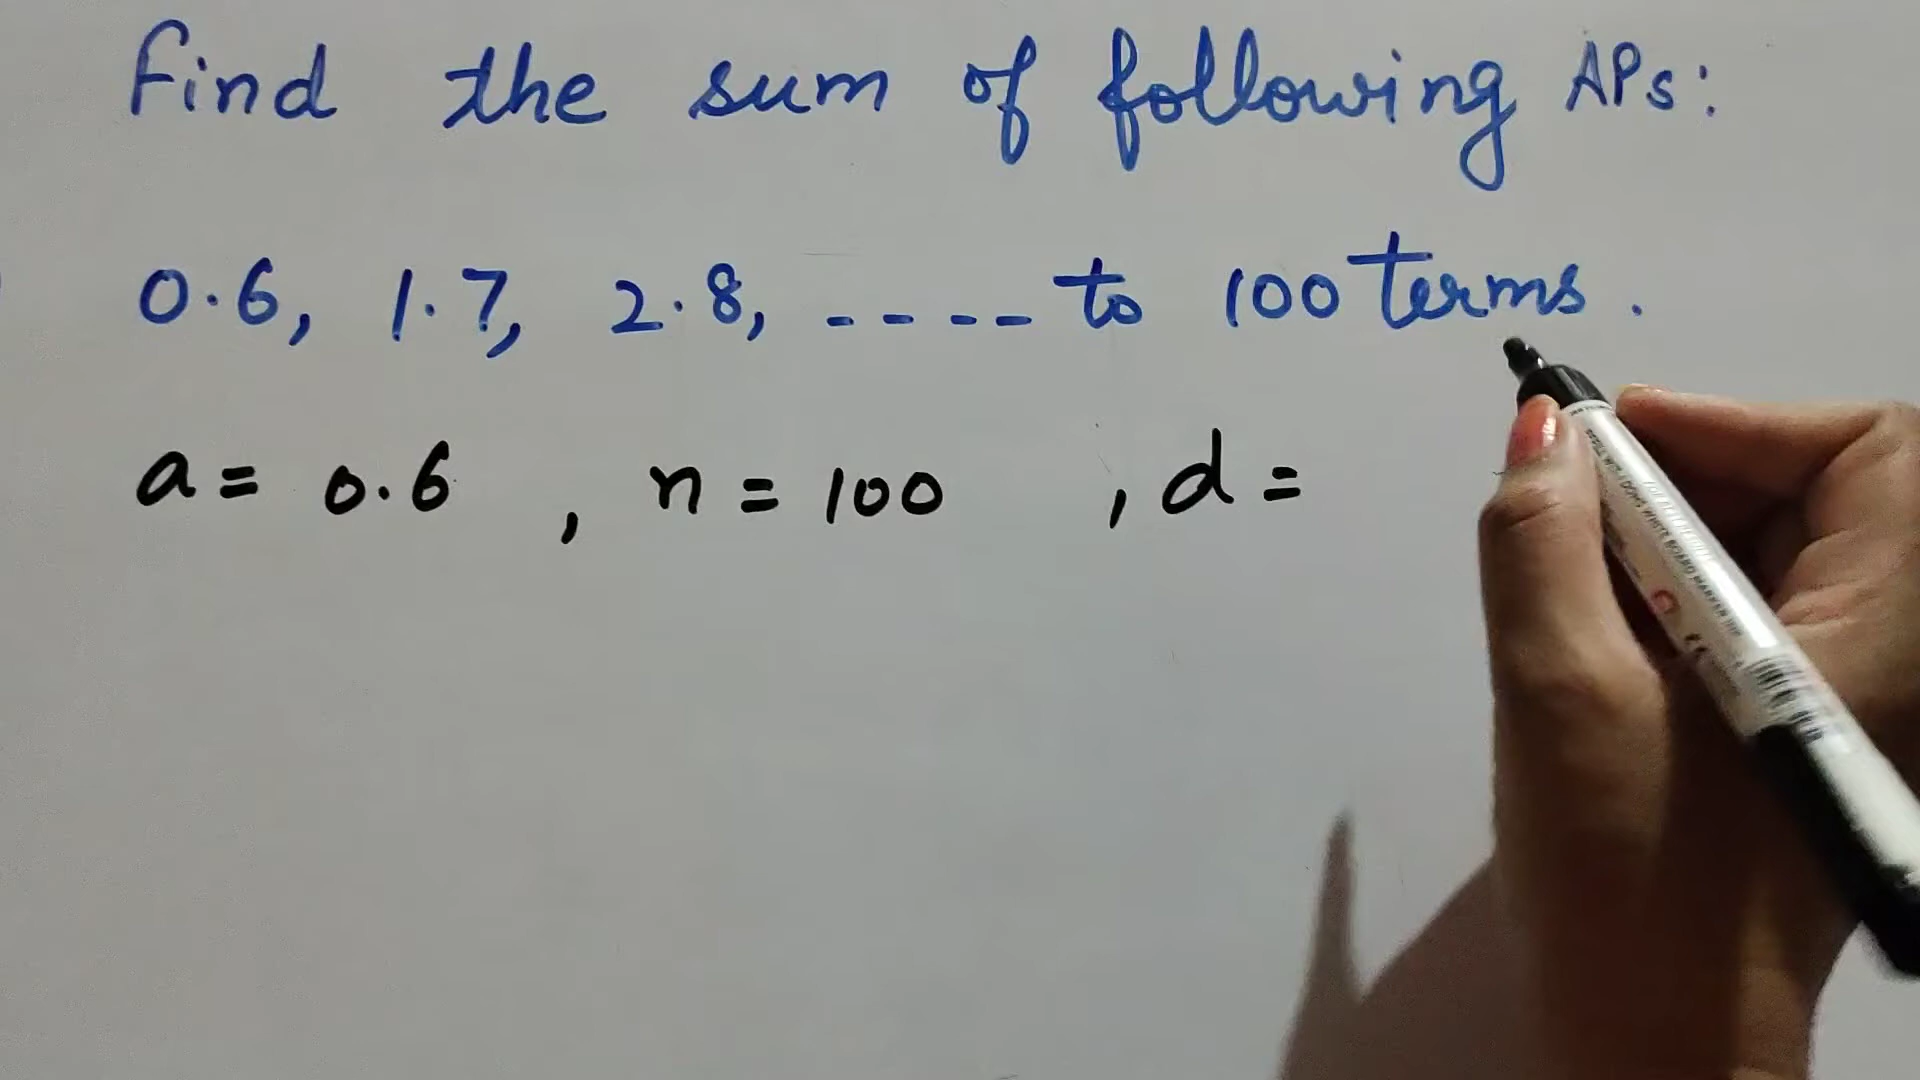 Find the sum of following APs:
0.6, 1.7, 2.8, ---- to 100 terms.
a = 0.6 , n = 100 , d =